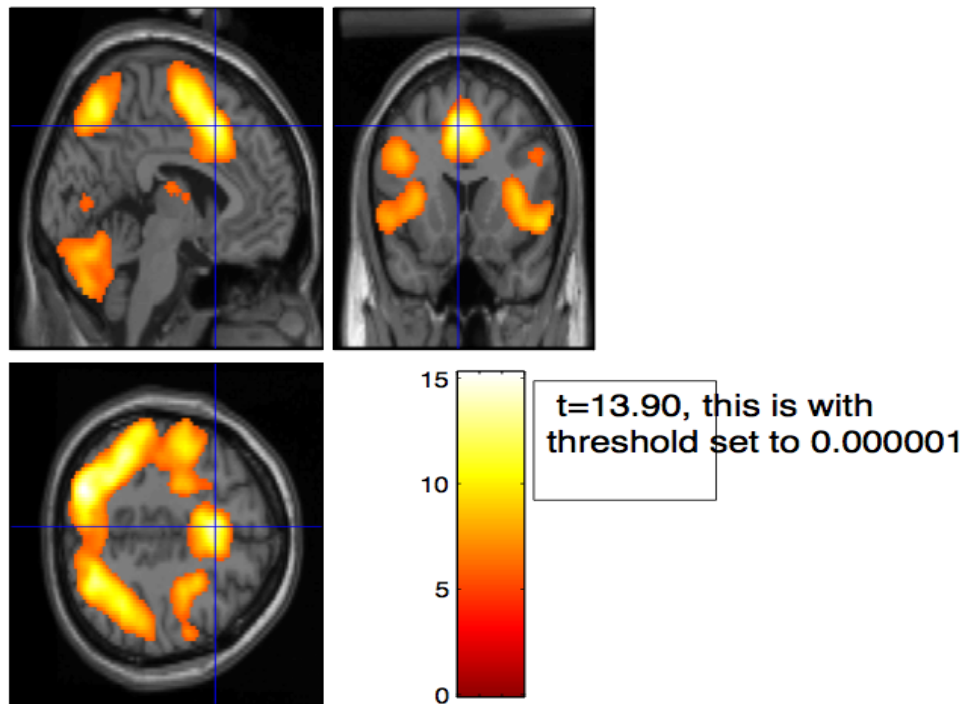 15
10
5
0
t=13.90, this is with
threshold set to 0.000001